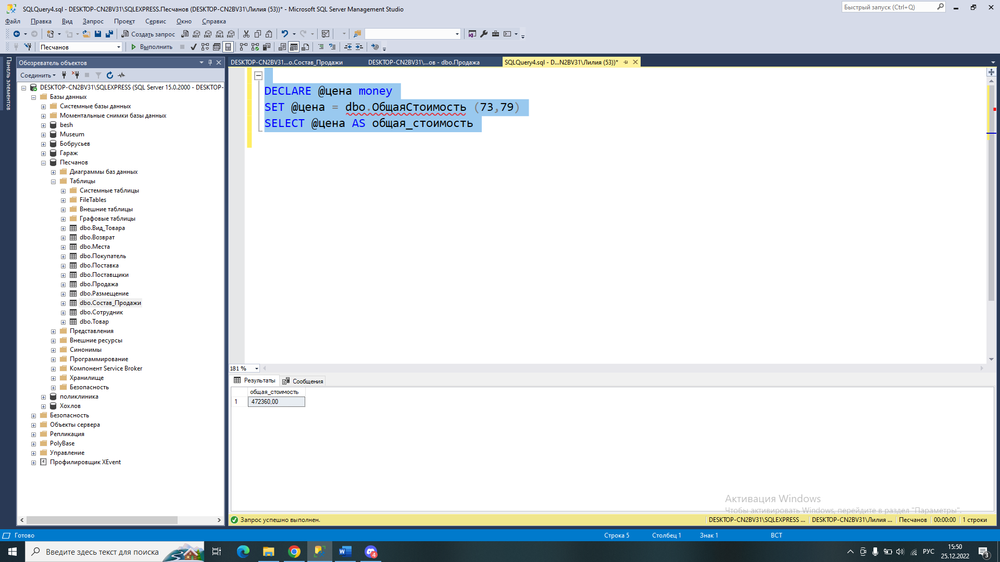 SQLQuery4.sql - DESKTOP-CN2BV31\SQLEXPRESS.Песчанов (DESKTOP-CN2BV31\Лилия (53))* - Microsoft SQL Server Management Studio
Быстрый запуск (Ctrl+Q)
Файл Правка Вид Запрос Проект Сервис Окно Справка
Создать запрос
MDX DMX XMLA DAX
Песчанов
Выполнить
Панель элементов
Обозреватель объектов
Соединить
DESKTOP-CN2BV31\SQLEXPRESS (SQL Server 15.0.2000 - DESKTOP-
Базы данных
Системные базы данных
Моментальные снимки базы данных
besh
Museum
Бобрусьев
Гараж
Песчанов
Диаграммы баз данных
Таблицы
Системные таблицы
FileTables
Внешние таблицы
Графовые таблицы
dbo.Вид_Товара
dbo.Возврат
dbo.Места
dbo.Покупатель
dbo.Поставка
dbo.Поставщики
dbo.Продажа
dbo.Размещение
dbo.Состав_Продажи
dbo.Сотрудник
dbo.Товар
Представления
Внешние ресурсы
Синонимы
Программирование
Компонент Service Broker
Хранилище
Безопасность
поликлиника
Хохлов
Безопасность
Объекты сервера
Репликация
PolyBase
Управление
Профилировщик XEvent
DESKTOP-CN2BV31...o.Состав_Продажи
DESKTOP-CN2BV31\...ов - dbo.Продажа
SQLQuery4.sql - D...N2BV31\Лилия (53))*
DECLARE @цена money
SET @цена = dbo.ОбщаяСтоимость (73,79)
SELECT @цена AS общая_стоимость
181 %
Результаты
Сообщения
общая_стоимость
1 472360,00
Активация Windows
Чтобы активировать Windows, перейдите в раздел "Параметры".
Запрос успешно выполнен.
DESKTOP-CN2BV31\SQLEXPRESS ...
DESKTOP-CN2BV31\Лилия ...
Песчанов
00:00:00
1 строки
Готово
Строка 5
Столбец 1
Знак 1
ВСТ
Введите здесь текст для поиска
4
РУС
15:50
25.12.2022
3